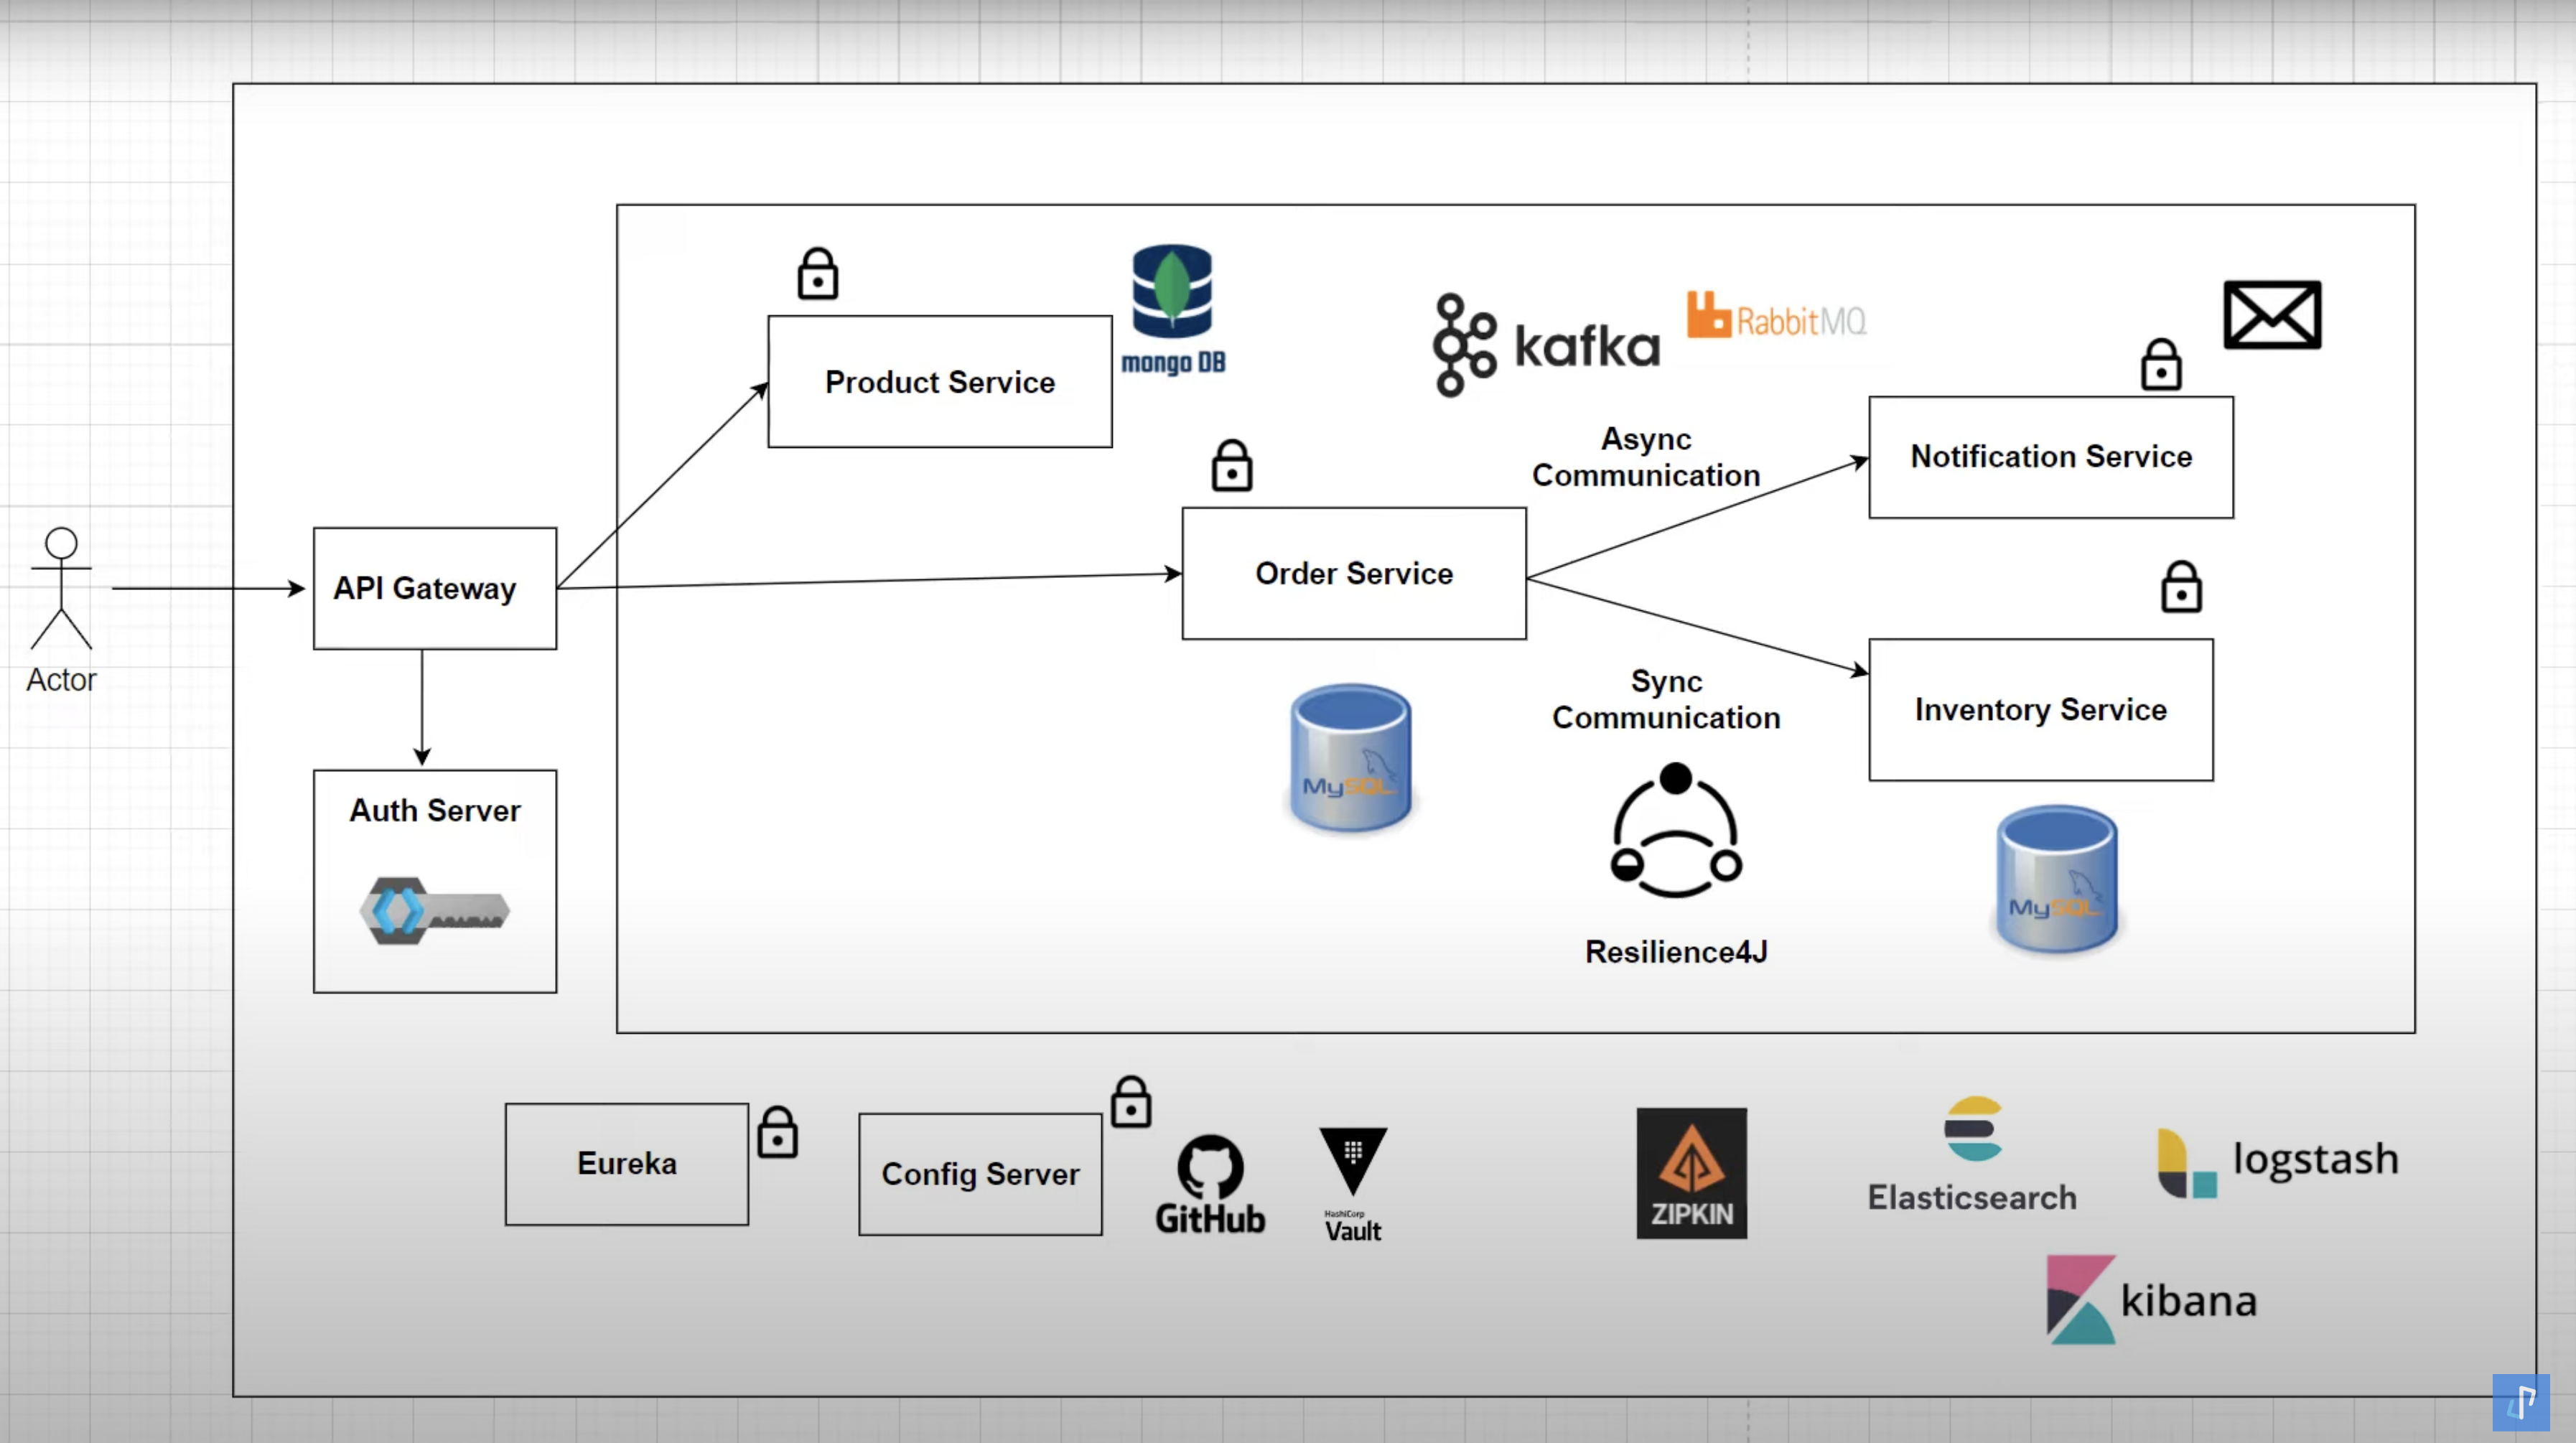 mongo DB
kafka
RabbitMQ
Product Service
Async
Communication
Notification Service
API Gateway
Order Service
Actor
Sync
Communication
Inventory Service
MySQL
Auth Server
MySQL
Resilience4J
Eureka
Config Server
GitHub
HashiCorp
Vault
ZIPKIN
Elasticsearch
logstash
kibana